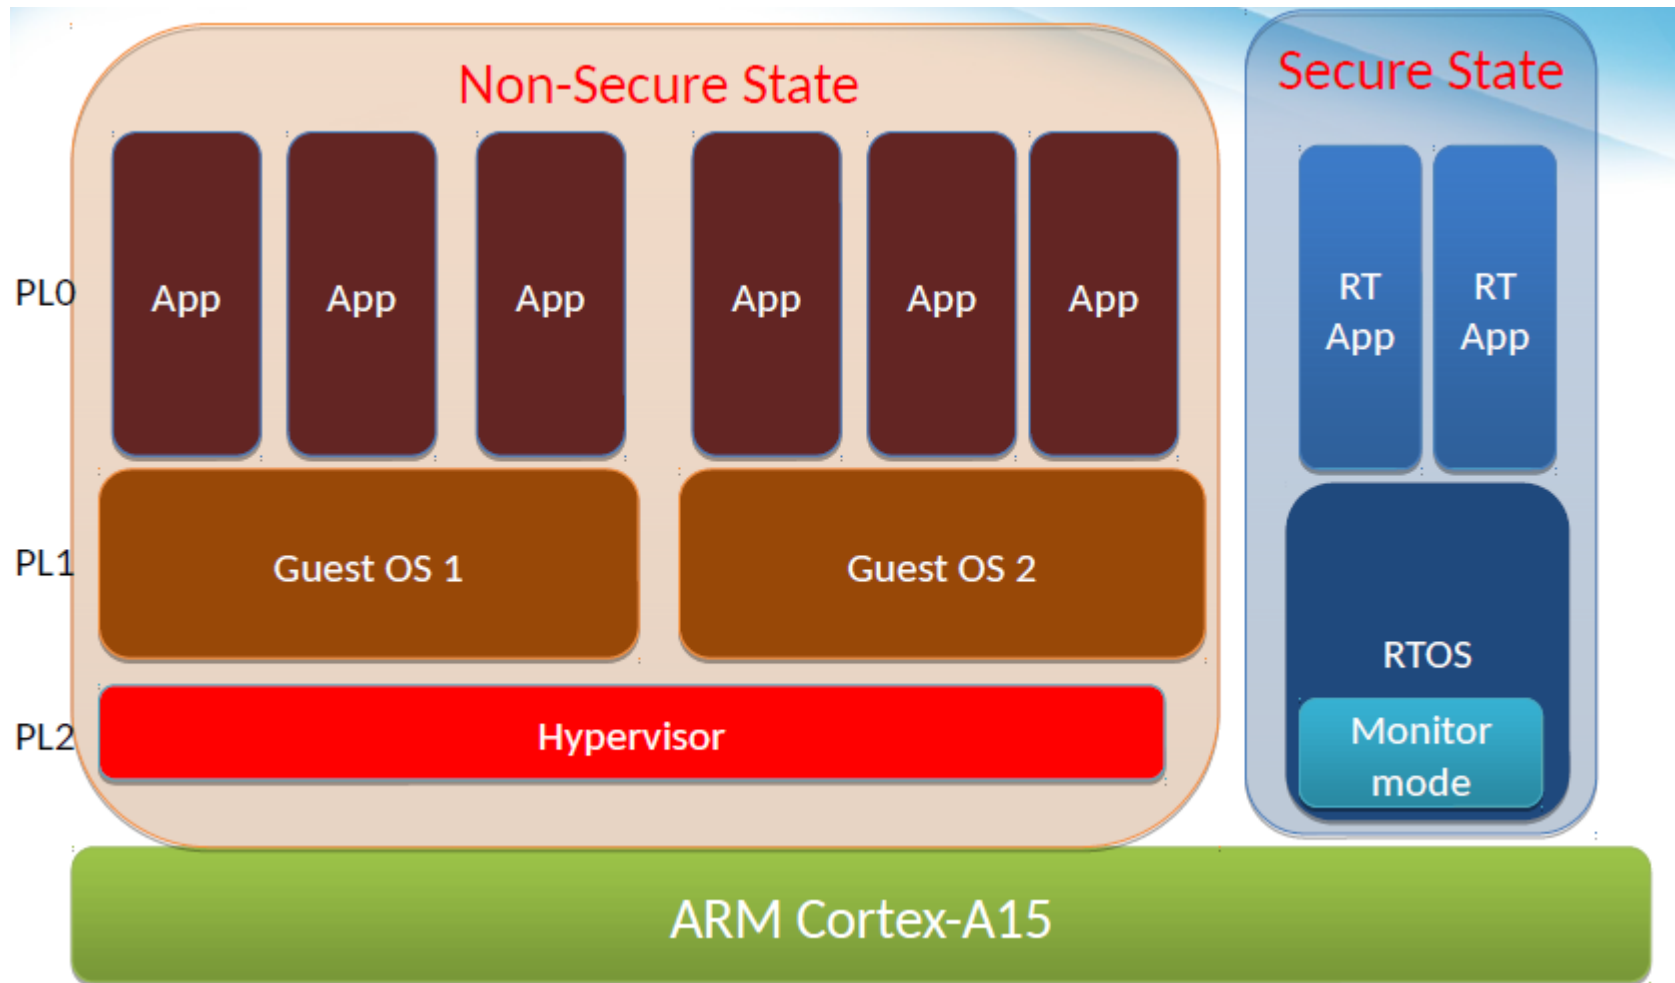 Non-Secure State
Secure State
PL0
App
App
App
App
App
App
RT
App
RT
App
PL1
Guest OS 1
Guest OS 2
RTOS
PL2
Hypervisor
Monitor
mode
ARM Cortex-A15